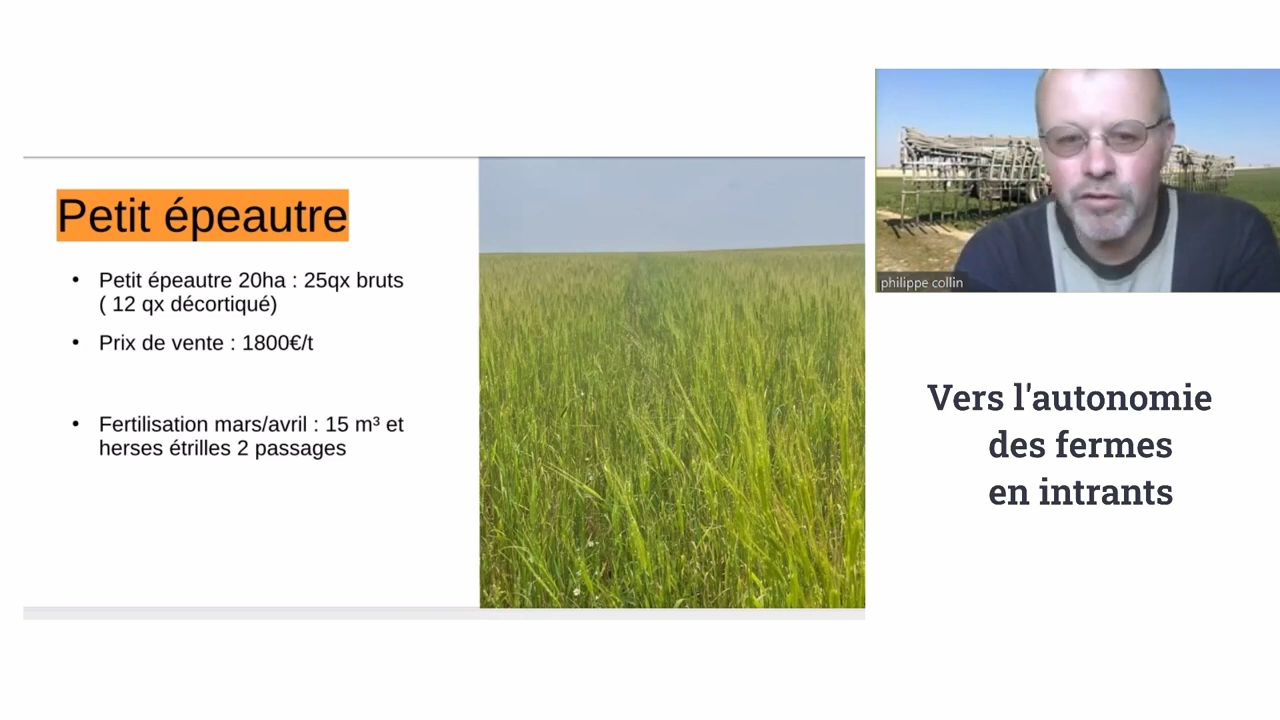 Petit épeautre
• Petit épeautre 20ha : 25qx bruts
( 12 qx décortiqué)
• Prix de vente : 1800€/t
• Fertilisation mars/avril : 15 m³ et
herses étrilles 2 passages
philippe collin
Vers l'autonomie
des fermes
en intrants